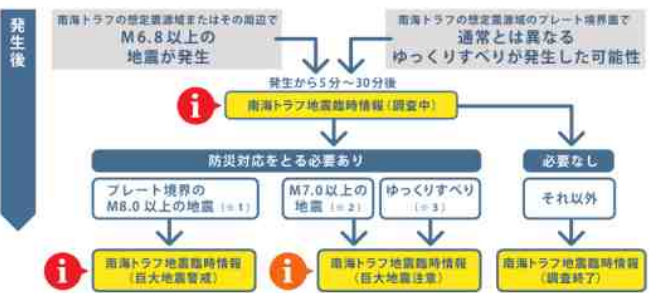 発生後
南海トラフの想定震源域またはその周辺で
M6.8以上の
地震が発生
南海トラフの想定震源域のプレート境界面で
通常とは異なる
ゆっくりすべりが発生した可能性
発生から5分〜30分後
i
南海トラフ地震臨時情報(調査中)
防災対応をとる必要あり
必要なし
プレート境界の
M8.0以上の地震(※1)
M7.0以上の
地震(※2)
ゆっくりすべり
(※3)
それ以外
i
南海トラフ地震臨時情報
(巨大地震警戒)
i
南海トラフ地震臨時情報
(巨大地震注意)
南海トラフ地震臨時情報
(調査終了)